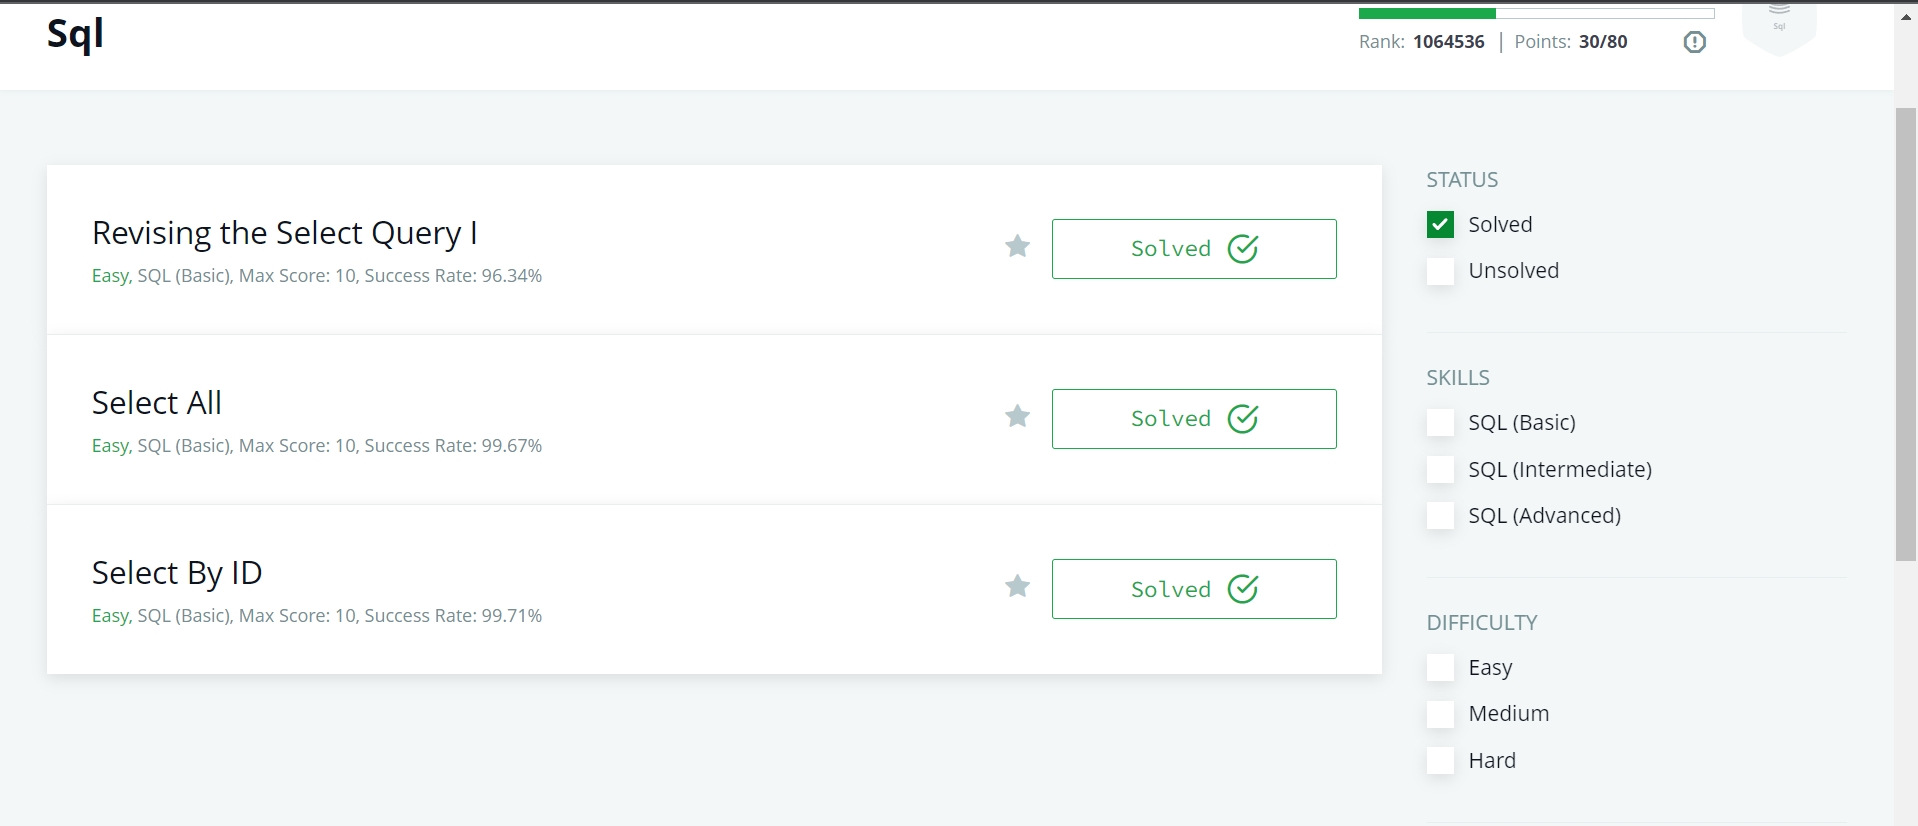 Sql
Rank: 1064536 | Points: 30/80
Sql
Revising the Select Query I
Easy, SQL (Basic), Max Score: 10, Success Rate: 96.34%
Solved
Select All
Easy, SQL (Basic), Max Score: 10, Success Rate: 99.67%
Solved
Select By ID
Easy, SQL (Basic), Max Score: 10, Success Rate: 99.71%
Solved
STATUS
Solved
Unsolved
SKILLS
SQL (Basic)
SQL (Intermediate)
SQL (Advanced)
DIFFICULTY
Easy
Medium
Hard